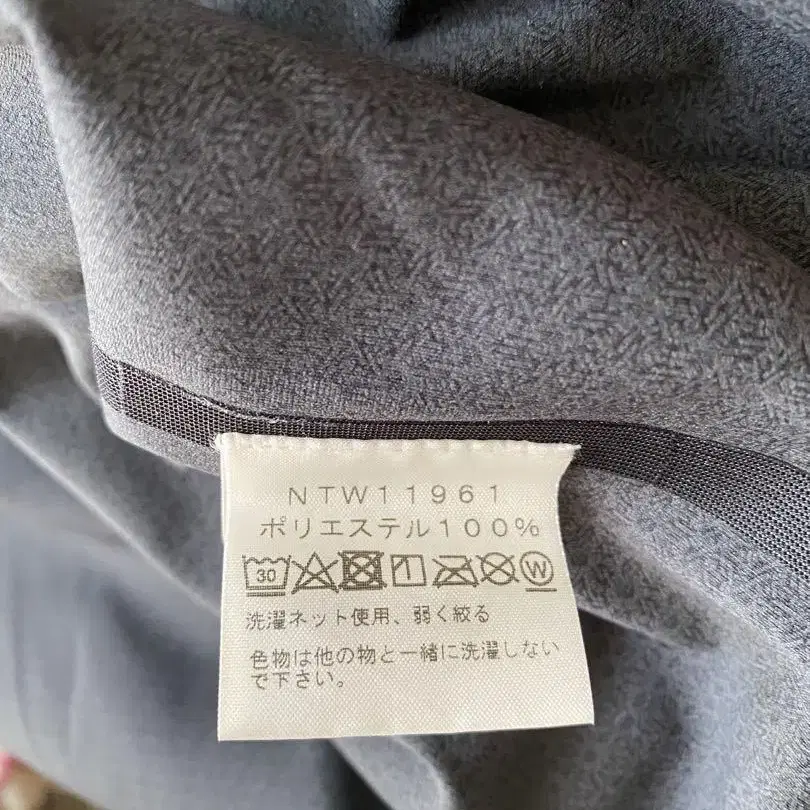 NTW11961
ポリエステル100%
30 W
洗濯ネット使用、弱く絞る
色物は他の物と一緒に洗濯しない
で下さい。